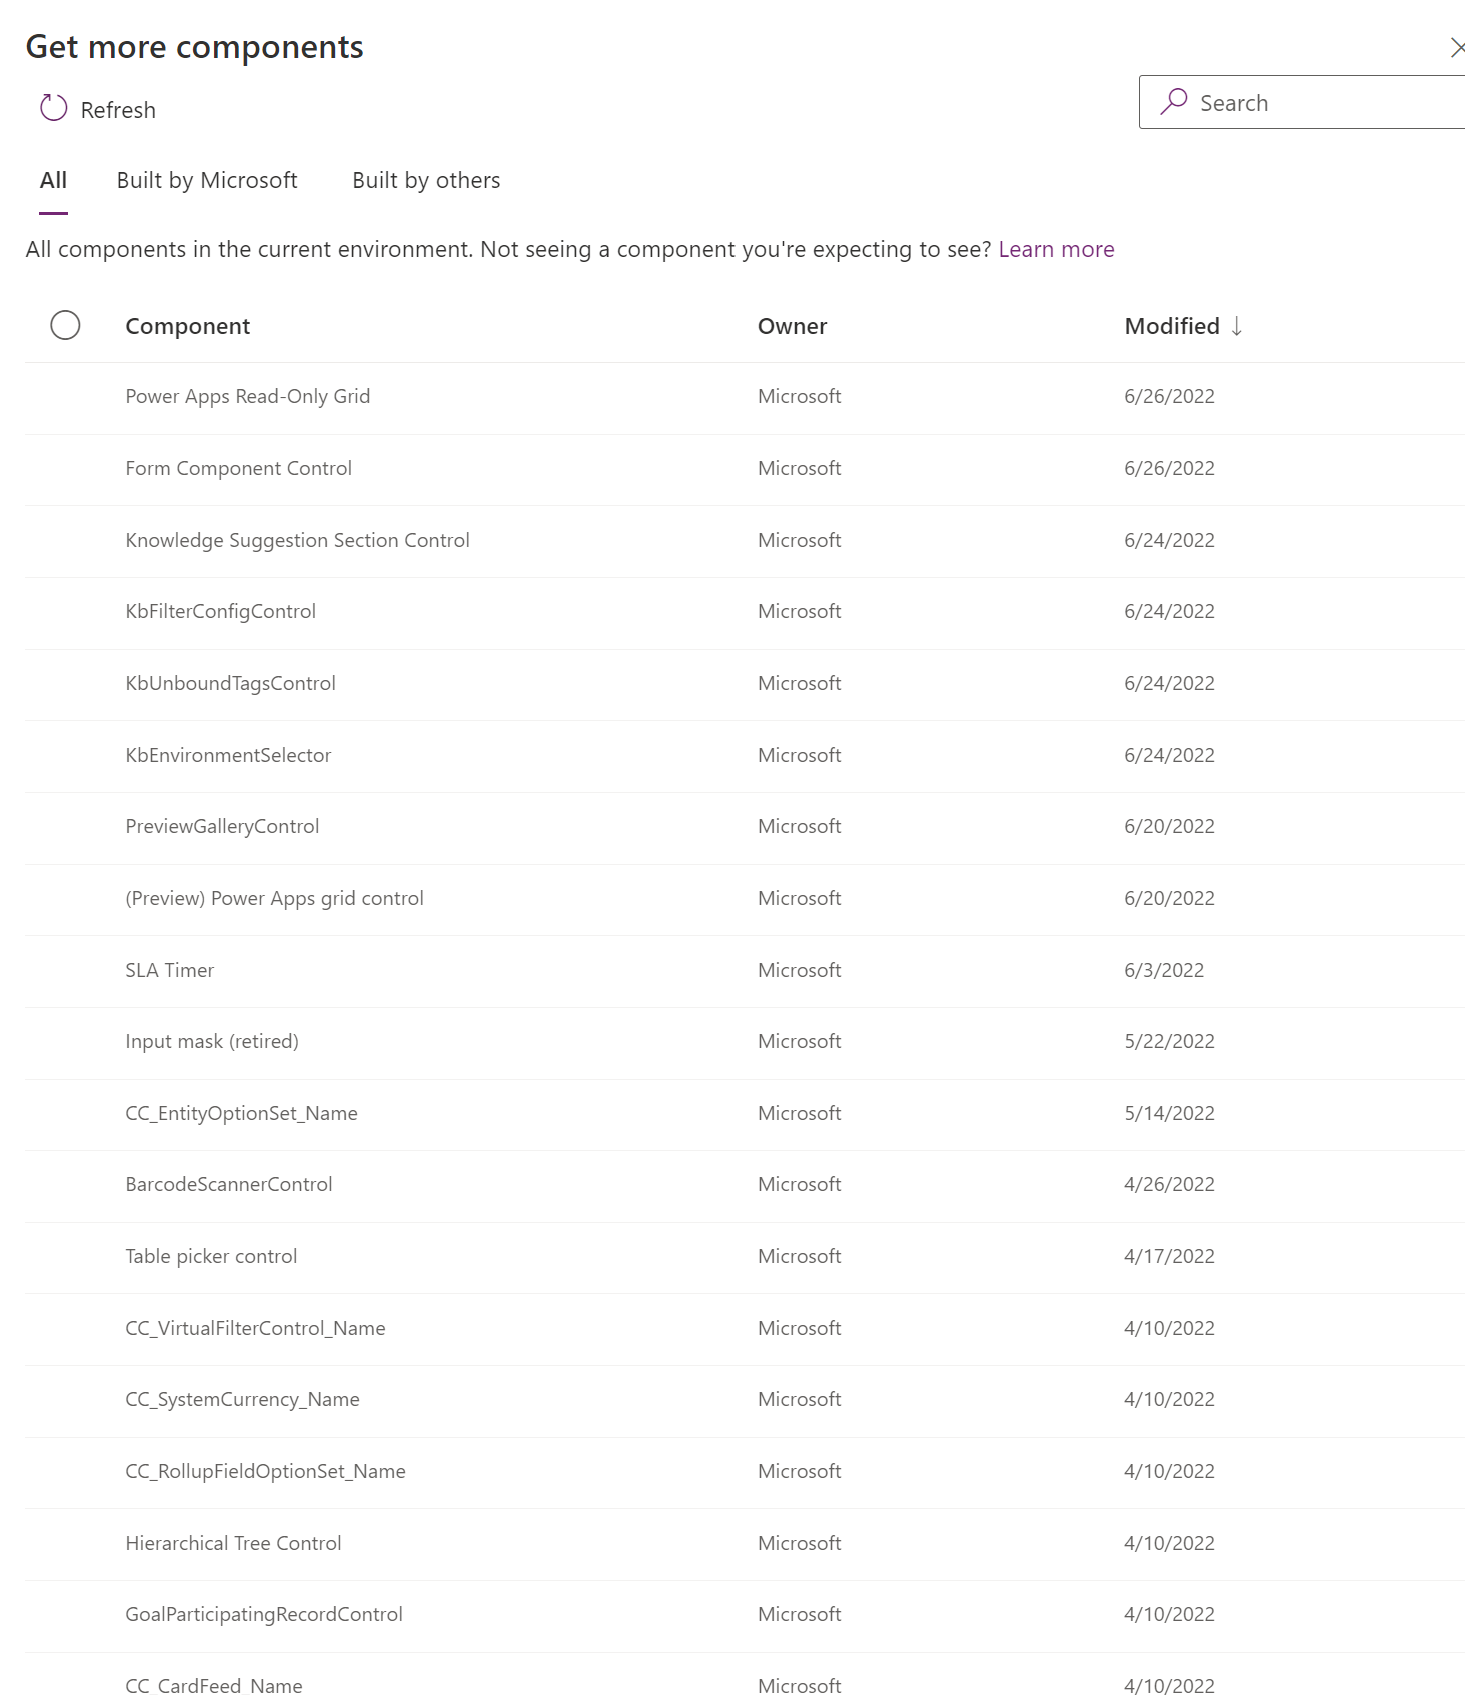 Get more components
Refresh
Search
All Built by Microsoft Built by others
All components in the current environment. Not seeing a component you're expecting to see? Learn more
Component Owner Modified ↓
Power Apps Read-Only Grid Microsoft 6/26/2022
Form Component Control Microsoft 6/26/2022
Knowledge Suggestion Section Control Microsoft 6/24/2022
KbFilterConfigControl Microsoft 6/24/2022
KbUnboundTagsControl Microsoft 6/24/2022
KbEnvironmentSelector Microsoft 6/24/2022
PreviewGalleryControl Microsoft 6/20/2022
(Preview) Power Apps grid control Microsoft 6/20/2022
SLA Timer Microsoft 6/3/2022
Input mask (retired) Microsoft 5/22/2022
CC_EntityOptionSet_Name Microsoft 5/14/2022
BarcodeScannerControl Microsoft 4/26/2022
Table picker control Microsoft 4/17/2022
CC_VirtualFilterControl_Name Microsoft 4/10/2022
CC_SystemCurrency_Name Microsoft 4/10/2022
CC_RollupFieldOptionSet_Name Microsoft 4/10/2022
Hierarchical Tree Control Microsoft 4/10/2022
GoalParticipatingRecordControl Microsoft 4/10/2022
CC_CardFeed_Name Microsoft 4/10/2022